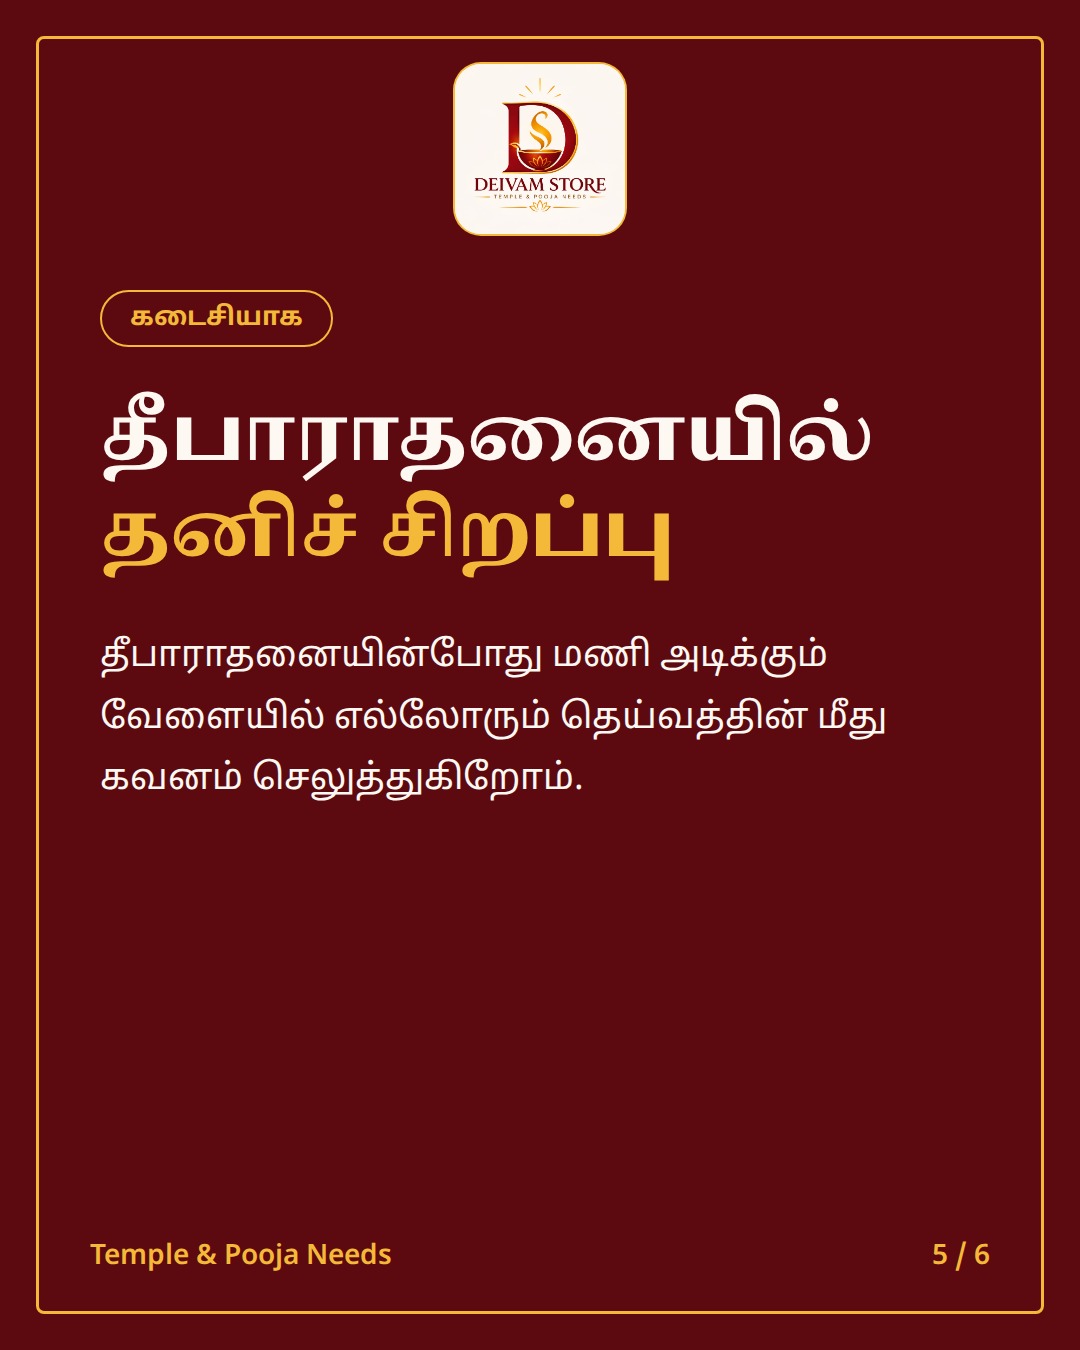 DEIVAM STORE
TEMPLE & POOJA NEEDS
கடைசியாக
தீபாராதனையில்
தனிச் சிறப்பு
தீபாராதனையின்போது மணி அடிக்கும்
வேளையில் எல்லோரும் தெய்வத்தின் மீது
கவனம் செலுத்துகிறோம்.
Temple & Pooja Needs
5 / 6